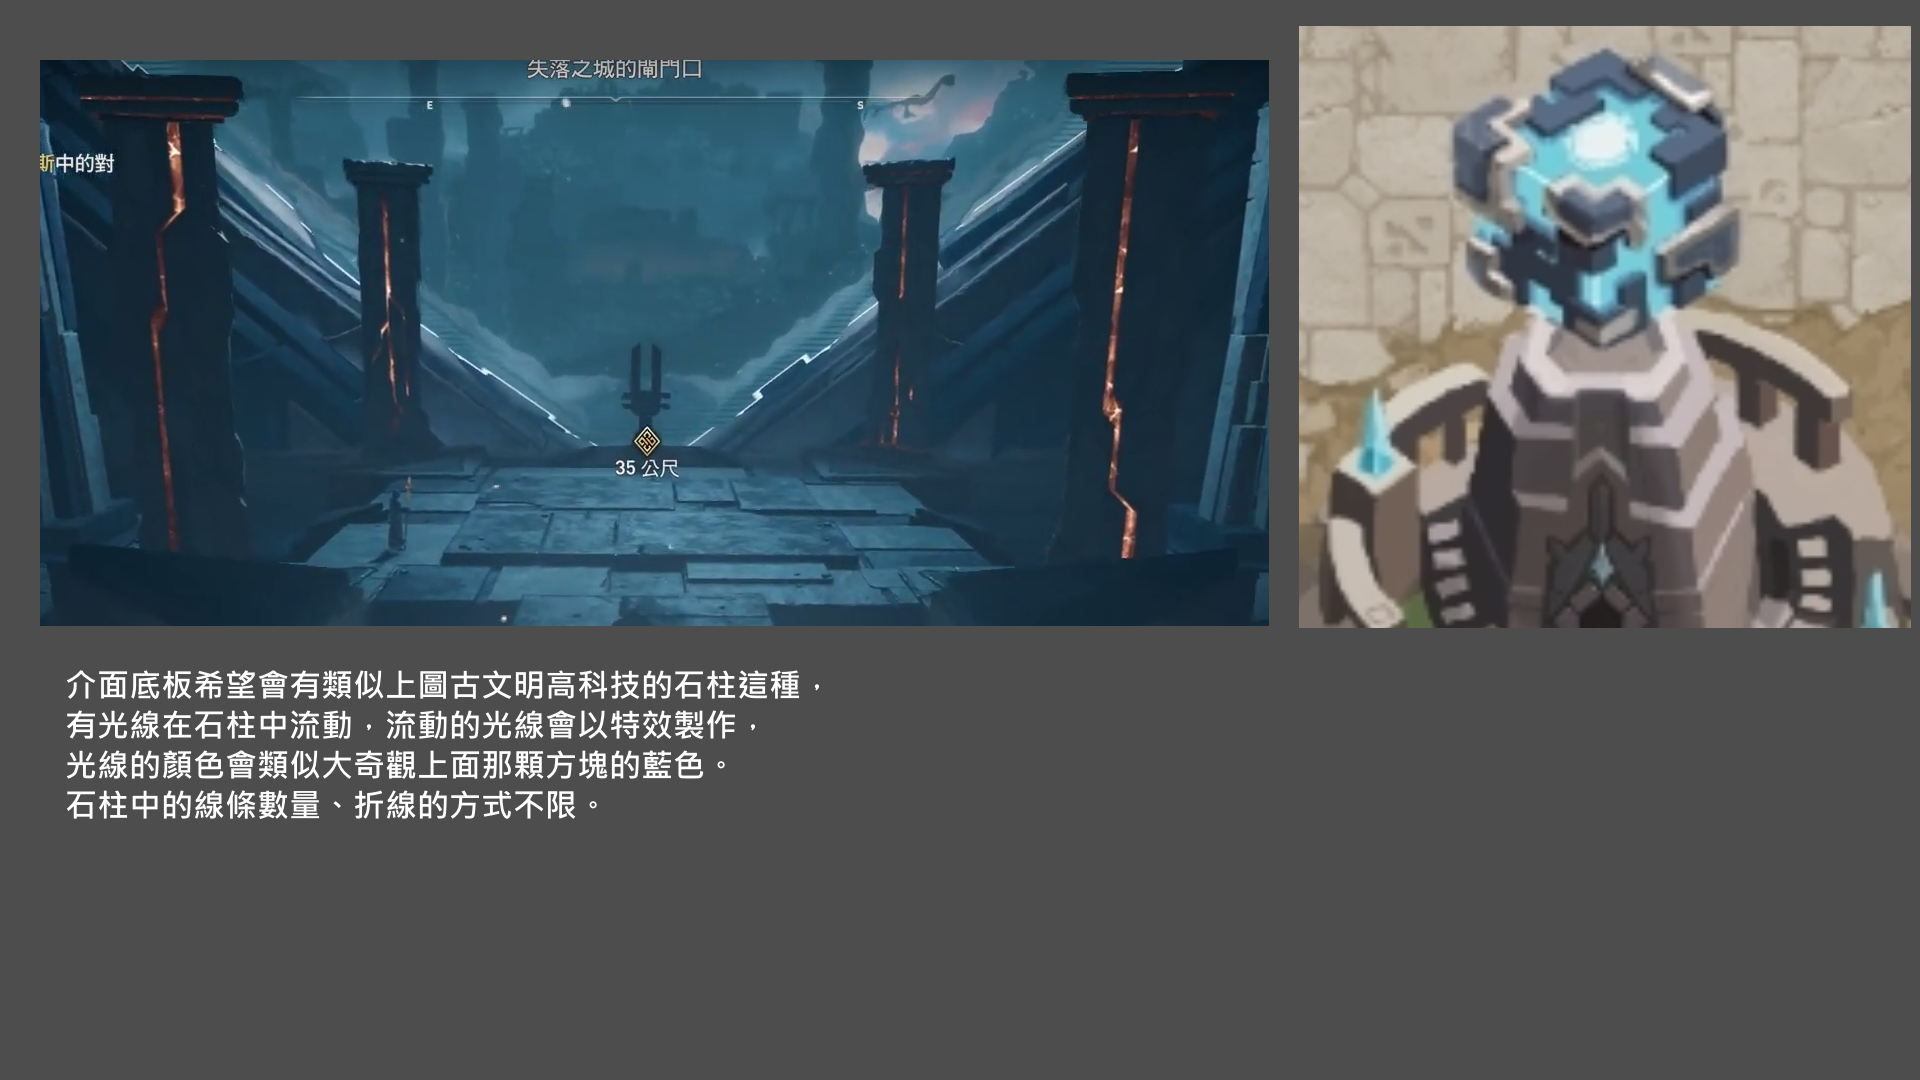 失落之城的閘門口
E
S
斯中的對
35 公尺
介面底板希望會有類似上圖古文明高科技的石柱這種，
有光線在石柱中流動，流動的光線會以特效製作，
光線的顏色會類似大奇觀上面那顆方塊的藍色。
石柱中的線條數量、折線的方式不限。